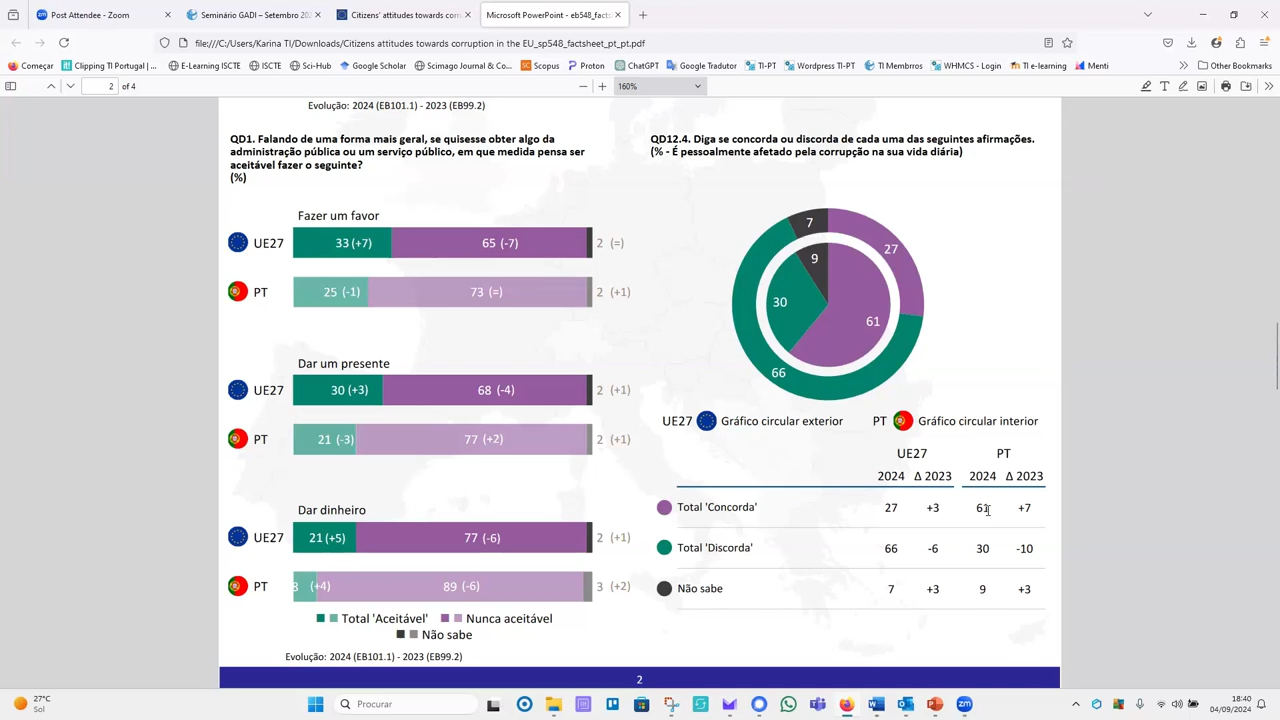 Post Attendee - Zoom
Seminário GADI – Setembro 202
Citizens' attitudes towards corrupt
Microsoft PowerPoint - eb548_facts
file:///C:/Users/Karina TI/Downloads/Citizens attitudes towards corruption in the EU_sp548_factsheet_pt_pt.pdf
Começar
Clipping TI Portugal | ...
E-Learning ISCTE
ISCTE
Sci-Hub
Google Scholar
Scimago Journal & Co...
Scopus
Proton
ChatGPT
Google Tradutor
TI-PT
Wordpress TI-PT
TI Membrros
WHMCS - Login
TI e-learning
Menti
Other Bookmarks
2 of 4
160%
Evolução: 2024 (EB101.1) - 2023 (EB99.2)
QD1. Falando de uma forma mais geral, se quisesse obter algo da
administração pública ou um serviço público, em que medida pensa ser
aceitável fazer o seguinte?
(%)
Fazer um favor
UE27 33 (+7) 65 (-7) 2 (=)
PT 25 (-1) 73 (=) 2 (+1)
Dar um presente
UE27 30 (+3) 68 (-4) 2 (+1)
PT 21 (-3) 77 (+2) 2 (+1)
Dar dinheiro
UE27 21 (+5) 77 (-6) 2 (+1)
PT 8 (+4) 89 (-6) 3 (+2)
Total 'Aceitável' Nunca aceitável
Não sabe
Evolução: 2024 (EB101.1) - 2023 (EB99.2)
QD12.4. Diga se concorda ou discorda de cada uma das seguintes afirmações.
(% - É pessoalmente afetado pela corrupção na sua vida diária)
7
27
9
30
61
66
UE27 Gráfico circular exterior PT Gráfico circular interior
UE27 PT
2024 Δ 2023 2024 Δ 2023
Total 'Concorda' 27 +3 61 +7
Total 'Discorda' 66 -6 30 -10
Não sabe 7 +3 9 +3
2
27°C
Sol
Procurar
18:40
04/09/2024